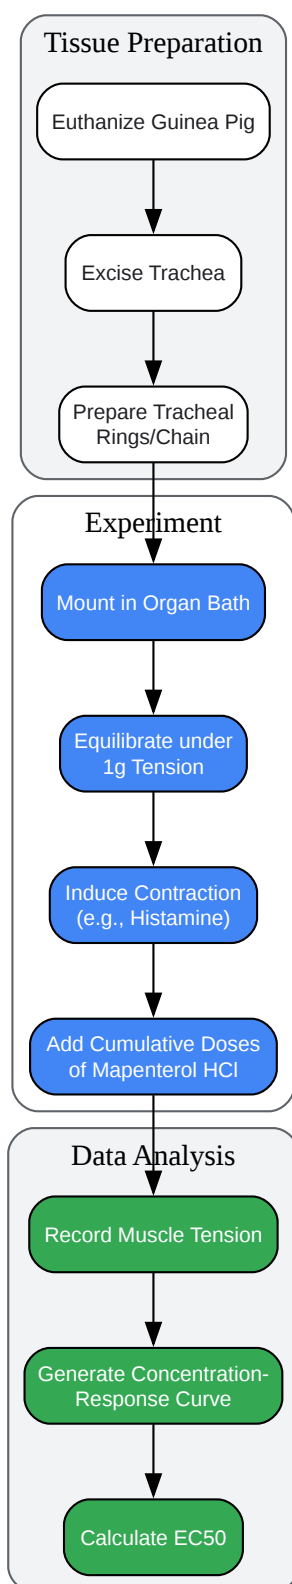 Tissue Preparation
Euthanize Guinea Pig
Excise Trachea
Prepare Tracheal
Rings/Chain
Experiment
Mount in Organ Bath
Equilibrate under
1g Tension
Induce Contraction
(e.g., Histamine)
Add Cumulative Doses
of Mapenterol HCl
Data Analysis
Record Muscle Tension
Generate Concentration-
Response Curve
Calculate EC50